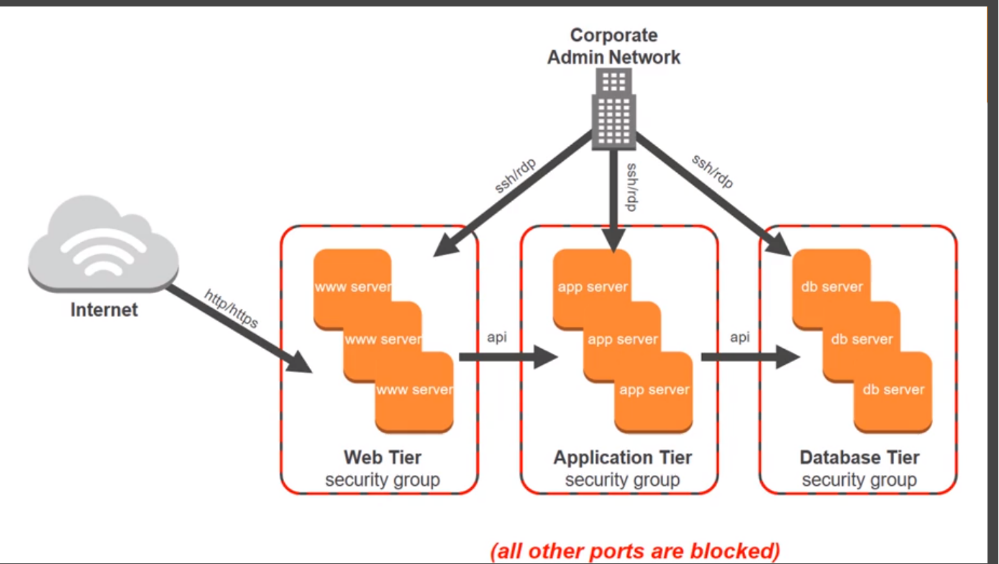 Corporate
Admin Network
ssh/rdp
ssh/rdp
ssh/rdp
Internet
http/https
www server
www server
www server
api
app server
app server
app server
api
db server
db server
db server
Web Tier
security group
Application Tier
security group
Database Tier
security group
(all other ports are blocked)